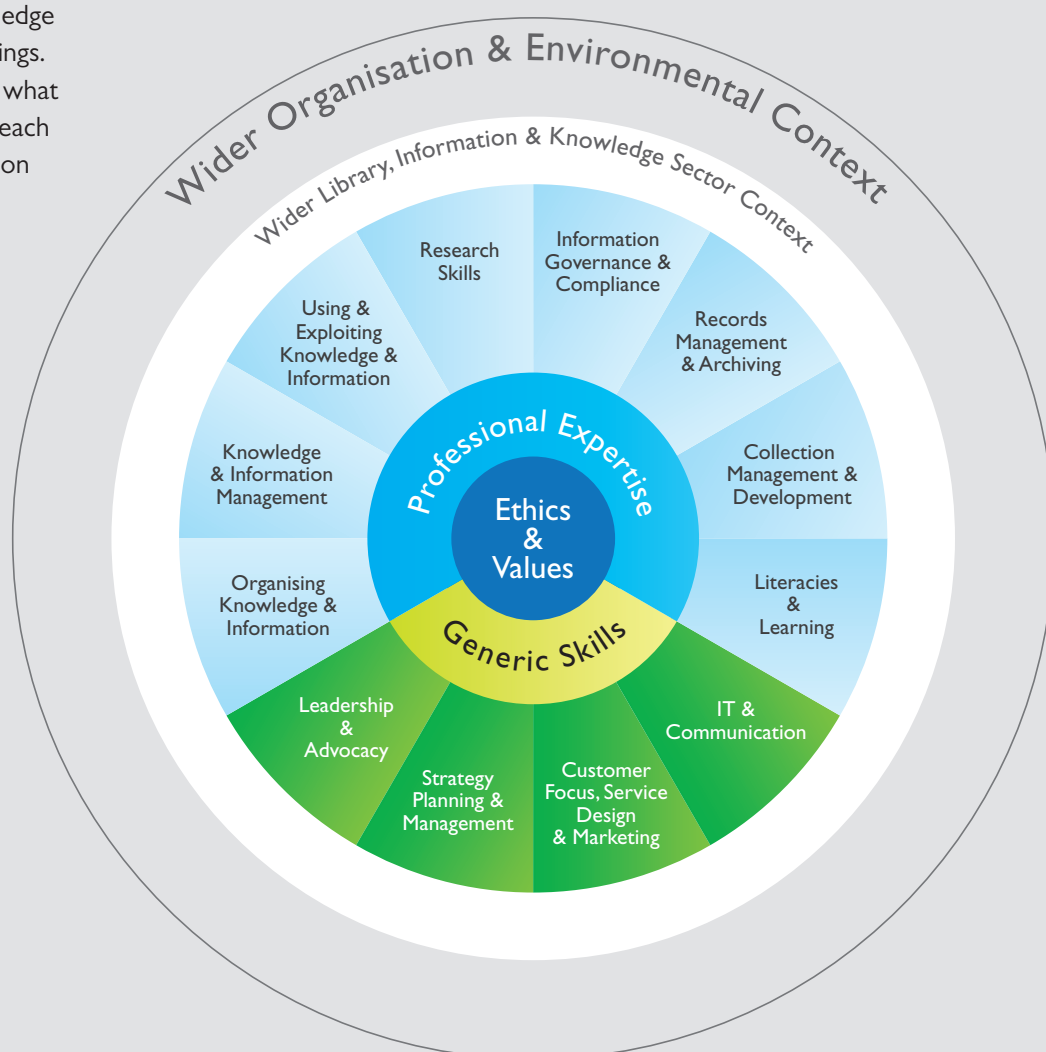 edge
ings.
what
each
on
Wider Organisation & Environmental Context
Wider Library, Information & Knowledge Sector Context
Research
Skills
Information
Governance &
Compliance
Using &
Exploiting
Knowledge &
Information
Records
Management
& Archiving
Knowledge
& Information
Management
Collection
Management &
Development
Professional Expertise
Ethics
&
Values
Organising
Knowledge &
Information
Literacies
&
Learning
Generic Skills
Leadership
&
Advocacy
Strategy
Planning &
Management
Customer
Focus, Service
Design
& Marketing
IT &
Communication